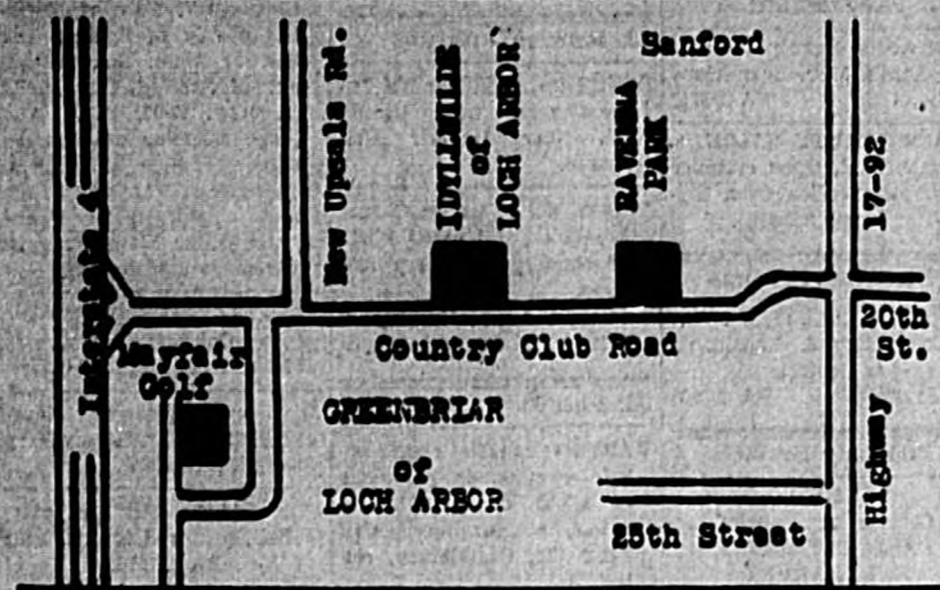 Sanford
New Upsala Rd.
IDYLLWILDE
of
LOCH ARBOR
RAVENNA
PARK
17-92
Interstate 4
20th
St.
Mayfair
Golf
Country Club Road
GREENBRIAR
of
LOCH ARBOR
Highway
25th Street